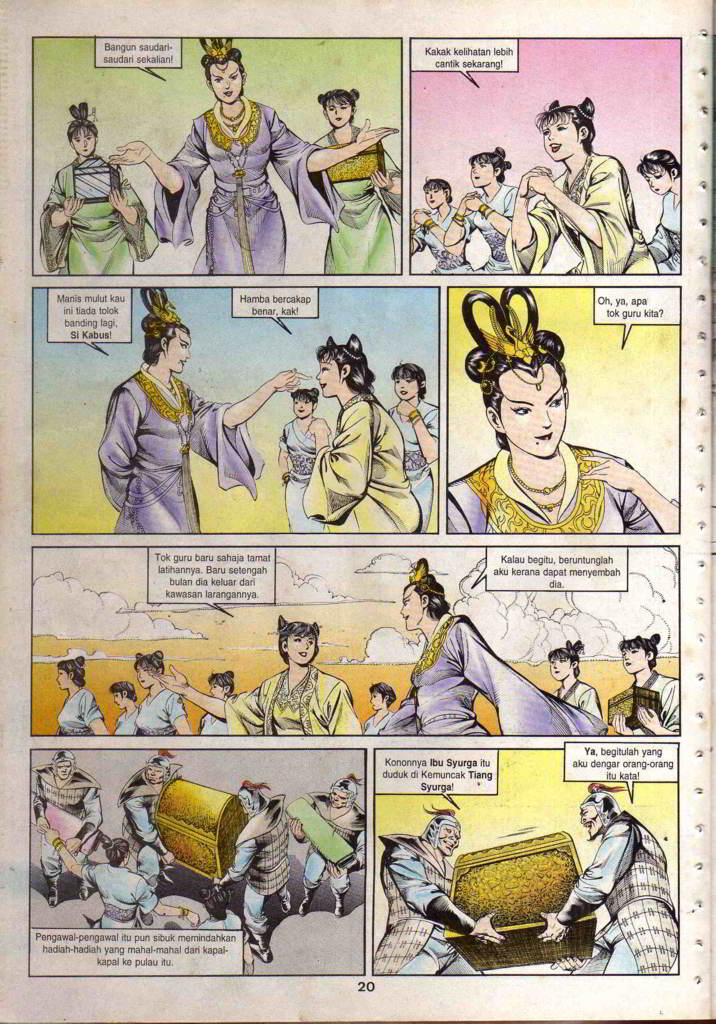 Bangun saudari-
saudari sekalian!
Kakak kelihatan lebih
cantik sekarang!
Manis mulut kau
ini tiada tolok
banding lagi,
Si Kabus!
Hamba bercakap
benar, kak!
Oh, ya, apa
tok guru kita?
Tok guru baru sahaja tamat
latihannya. Baru setengah
bulan dia keluar dari
kawasan larangannya.
Kalau begitu, beruntunglah
aku kerana dapat menyembah
dia.
Pengawal-pengawal itu pun sibuk memindahkan
hadiah-hadiah yang mahal-mahal dari kapal-
kapal ke pulau itu.
Kononnya Ibu Syurga itu
duduk di Kemuncak Tiang
Syurga!
Ya, begitulah yang
aku dengar orang-orang
itu kata!
20